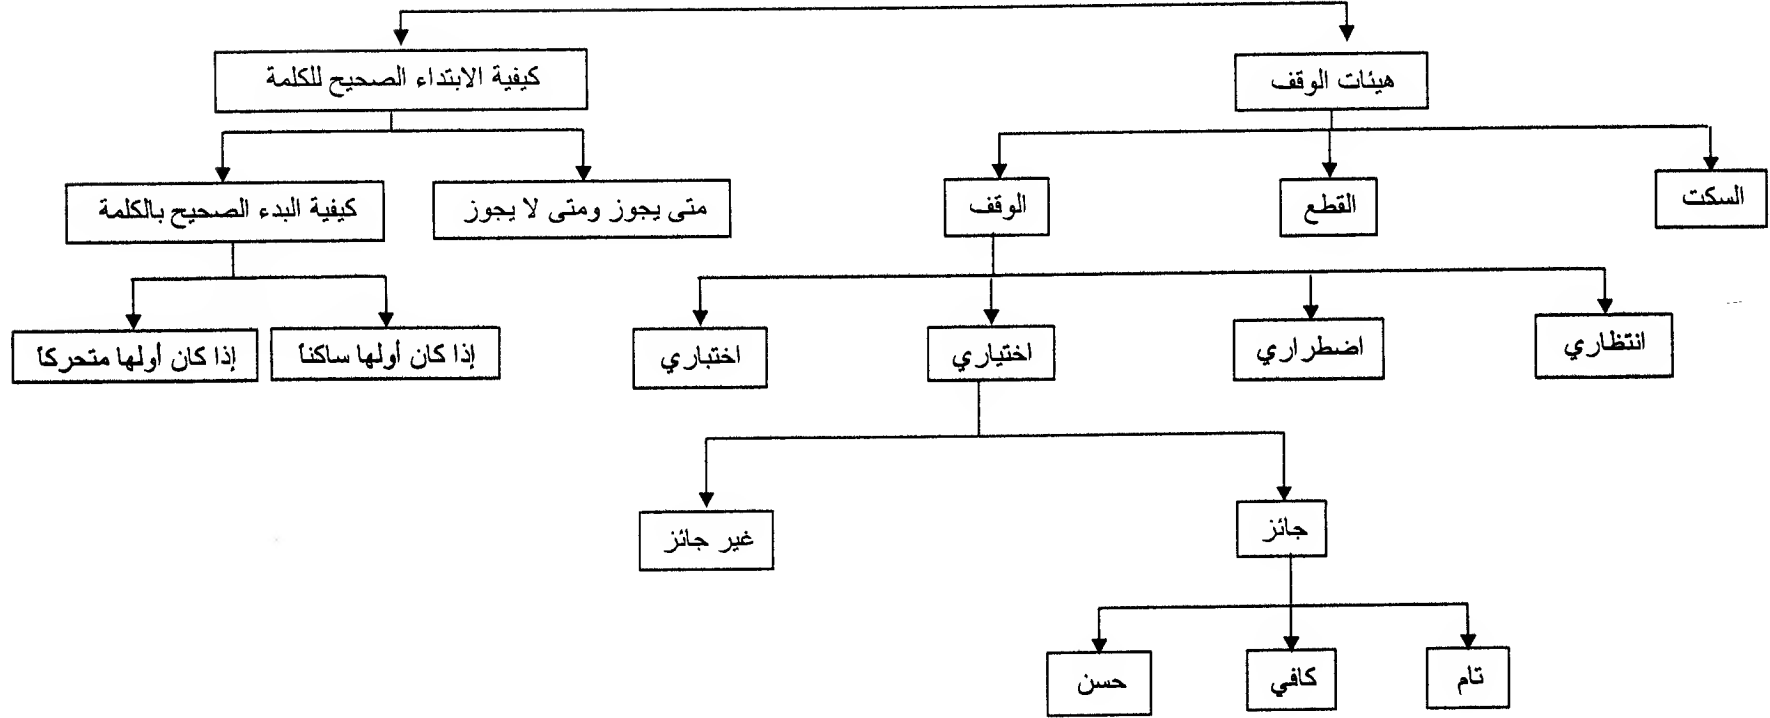 هيئات الوقف
كيفية الابتداء الصحيح للكلمة
السكت
القطع
الوقف
متى يجوز ومتى لا يجوز
كيفية البدء الصحيح بالكلمة
انتظاري
اضطراري
اختياري
اختباري
إذا كان أولها ساكناً
إذا كان أولها متحركاً
جائز
غير جائز
تام
كافي
حسن